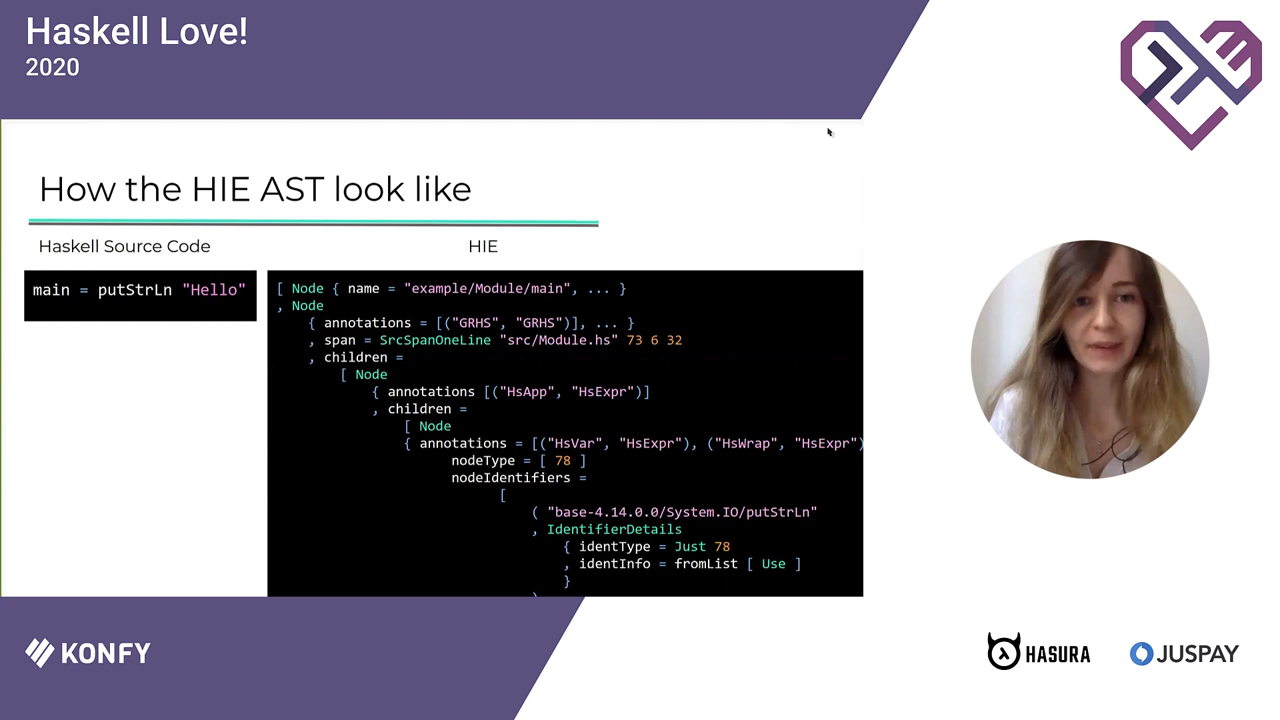 Haskell Love!
2020
How the HIE AST look like
Haskell Source Code
HIE
main = putStrLn "Hello"
[ Node { name = "example/Module/main", ... }
, Node
{ annotations = [("GRHS", "GRHS")], ... }
, span = SrcSpanOneLine "src/Module.hs" 73 6 32
, children =
[ Node
{ annotations [("HsApp", "HsExpr")]
, children =
[ Node
{ annotations = [("HsVar", "HsExpr"), ("HsWrap", "HsExpr")
nodeType = [ 78 ]
nodeIdentifiers =
[
( "base-4.14.0.0/System.IO/putStrLn"
, IdentifierDetails
{ identType = Just 78
, identInfo = fromList [ Use ]
}
)
KONFY
HASURA
JUSPAY